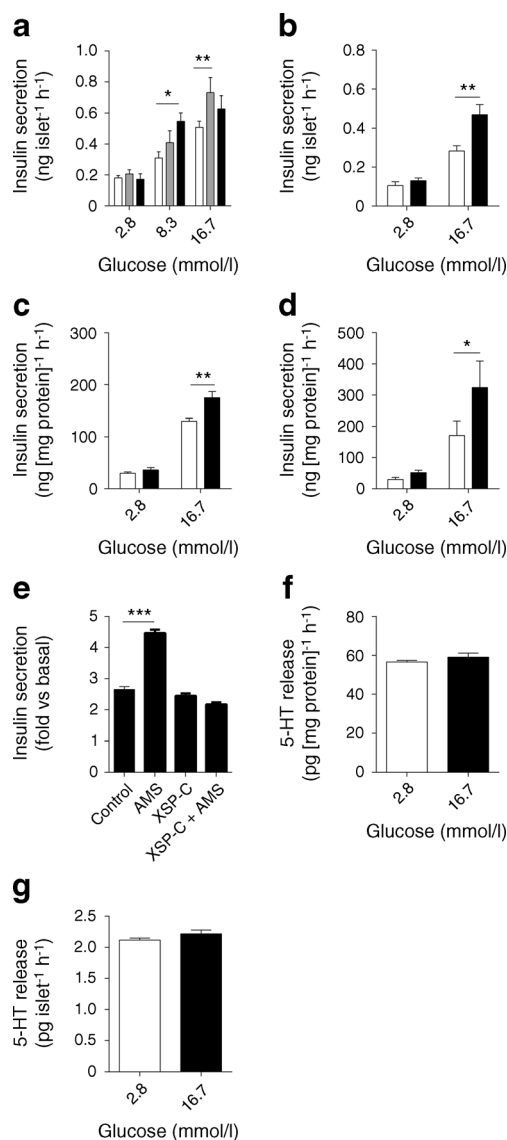 a
Insulin secretion
(ng islet⁻¹ h⁻¹)
1.0
0.8
0.6
0.4
0.2
0
*
**
2.8
8.3
16.7
Glucose (mmol/l)
b
Insulin secretion
(ng islet⁻¹ h⁻¹)
0.8
0.6
0.4
0.2
0
**
2.8
16.7
Glucose (mmol/l)
c
Insulin secretion
(ng [mg protein]⁻¹ h⁻¹)
300
200
100
0
**
2.8
16.7
Glucose (mmol/l)
d
Insulin secretion
(ng [mg protein]⁻¹ h⁻¹)
500
400
300
200
100
0
*
2.8
16.7
Glucose (mmol/l)
e
Insulin secretion
(fold vs basal)
5
4
3
2
1
0
***
Control
AMS
XSP-C
XSP-C + AMS
f
5-HT release
(pg [mg protein]⁻¹ h⁻¹)
80
60
40
20
0
2.8
16.7
Glucose (mmol/l)
g
5-HT release
(pg islet⁻¹ h⁻¹)
2.5
2.0
1.5
1.0
0.5
0
2.8
16.7
Glucose (mmol/l)